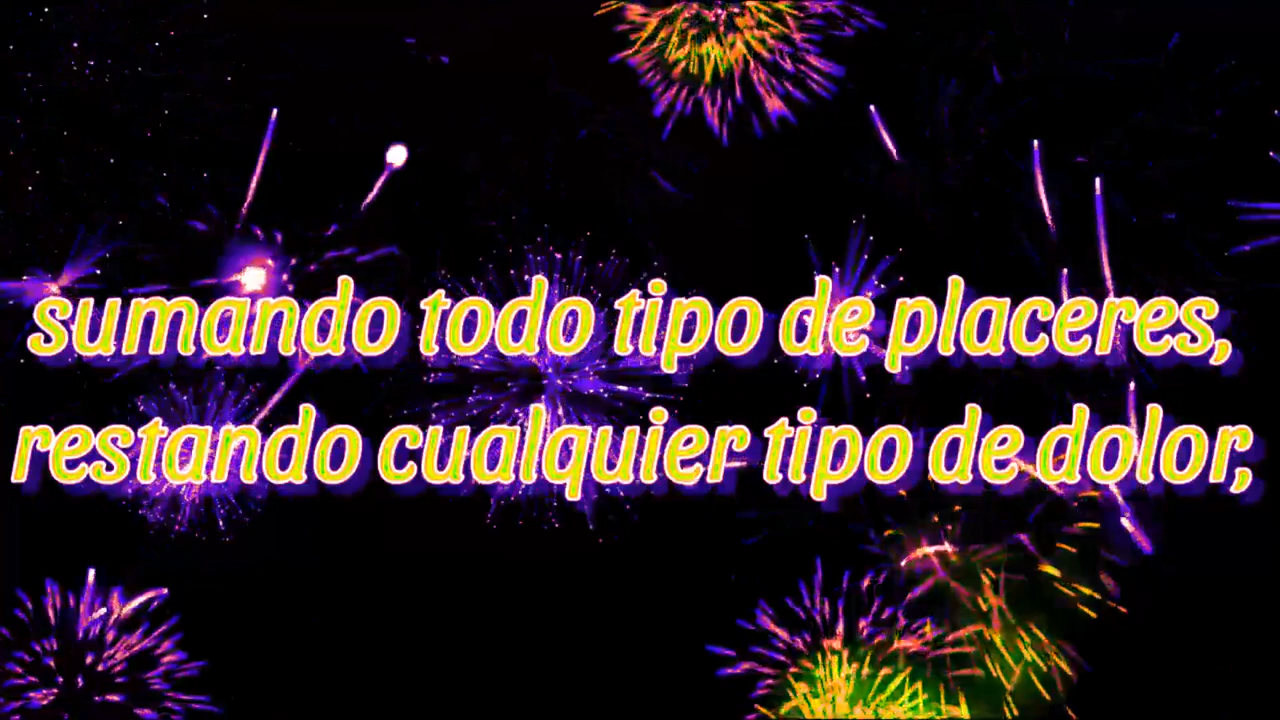 sumando todo tipo de placeres,
restando cualquier tipo de dolor,